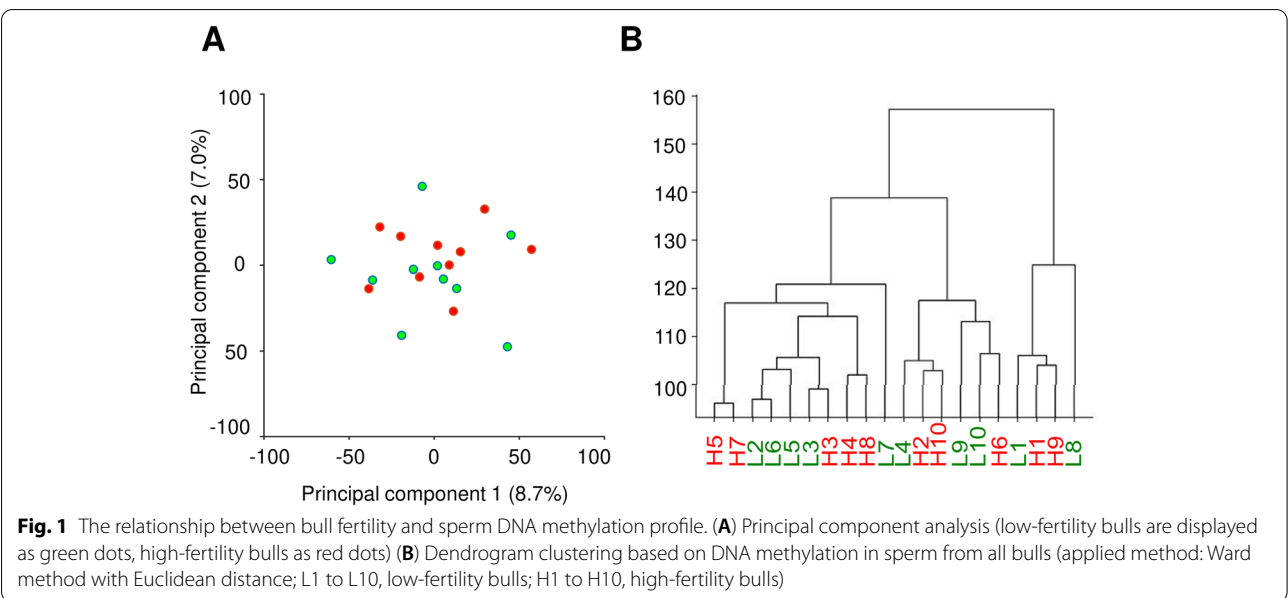 A
B
100
50
0
50
-100
Principal component 2 (7.0%)
-100 -50 0 50 100
Principal component 1 (8.7%)
160
150
140
130
120
110
100
H5 H7 L2 L6 L5 L3 H3 H4 H8 L7 L4 H2 H10 L9 L10 H6 L1 H1 H9 L8
Fig. 1 The relationship between bull fertility and sperm DNA methylation profile. (A) Principal component analysis (low-fertility bulls are displayed
as green dots, high-fertility bulls as red dots) (B) Dendrogram clustering based on DNA methylation in sperm from all bulls (applied method: Ward
method with Euclidean distance; L1 to L10, low-fertility bulls; H1 to H10, high-fertility bulls)